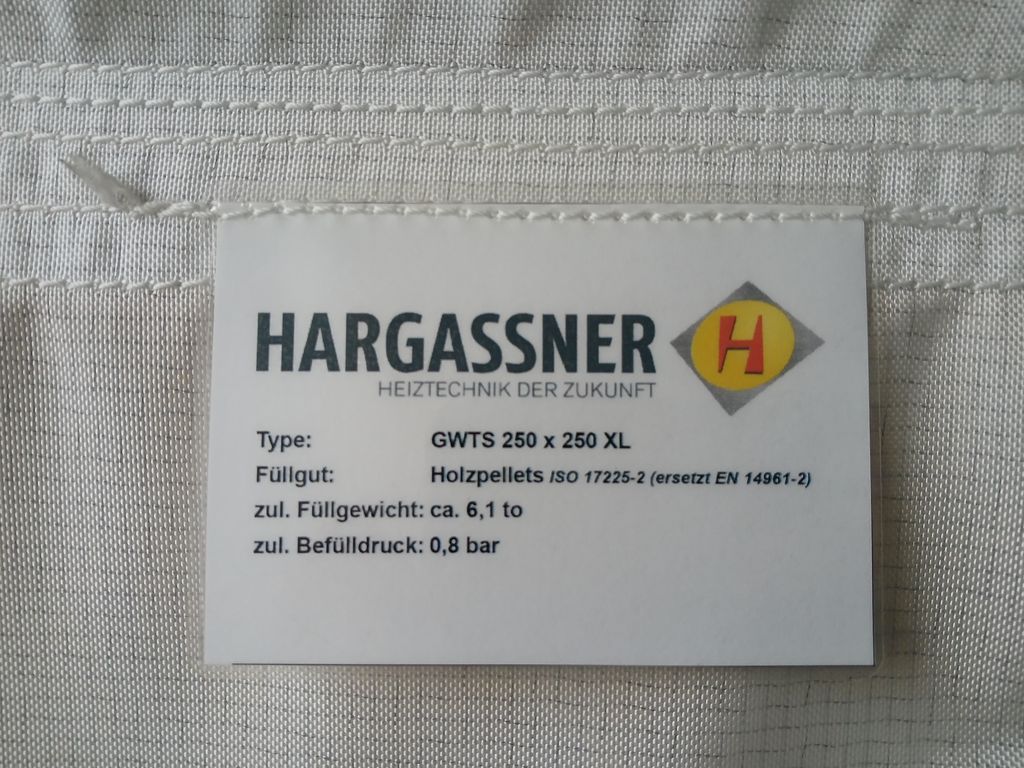 HARGASSNER H
HEIZTECHNIK DER ZUKUNFT
Type: GWTS 250 x 250 XL
Füllgut: Holzpellets ISO 17225-2 (ersetzt EN 14961-2)
zul. Füllgewicht: ca. 6,1 to
zul. Befülldruck: 0,8 bar